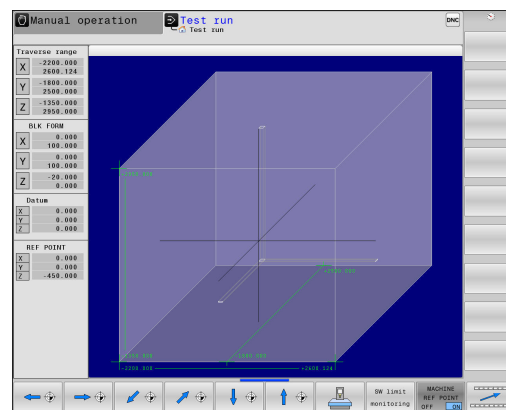 Manual operation
Test run
Test run
DNC
Traverse range
X -2200.000
2600.124
Y -1800.000
2500.000
Z -1350.000
2950.000
BLK FORM
X 0.000
100.000
Y 0.000
100.000
Z -20.000
0.000
Datum
X 0.000
Y 0.000
Z 0.000
REF POINT
X 0.000
Y 0.000
Z -450.000
-2200.000
+2600.124
SW limit
monitoring
MACHINE
REF POINT
OFF ON